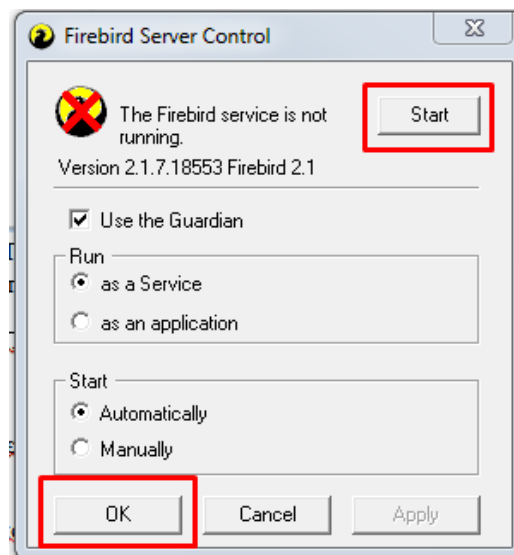 Firebird Server Control
The Firebird service is not
running.
Start
Version 2.1.7.18553 Firebird 2.1
Use the Guardian
Run
as a Service
as an application
Start
Automatically
Manually
OK
Cancel
Apply